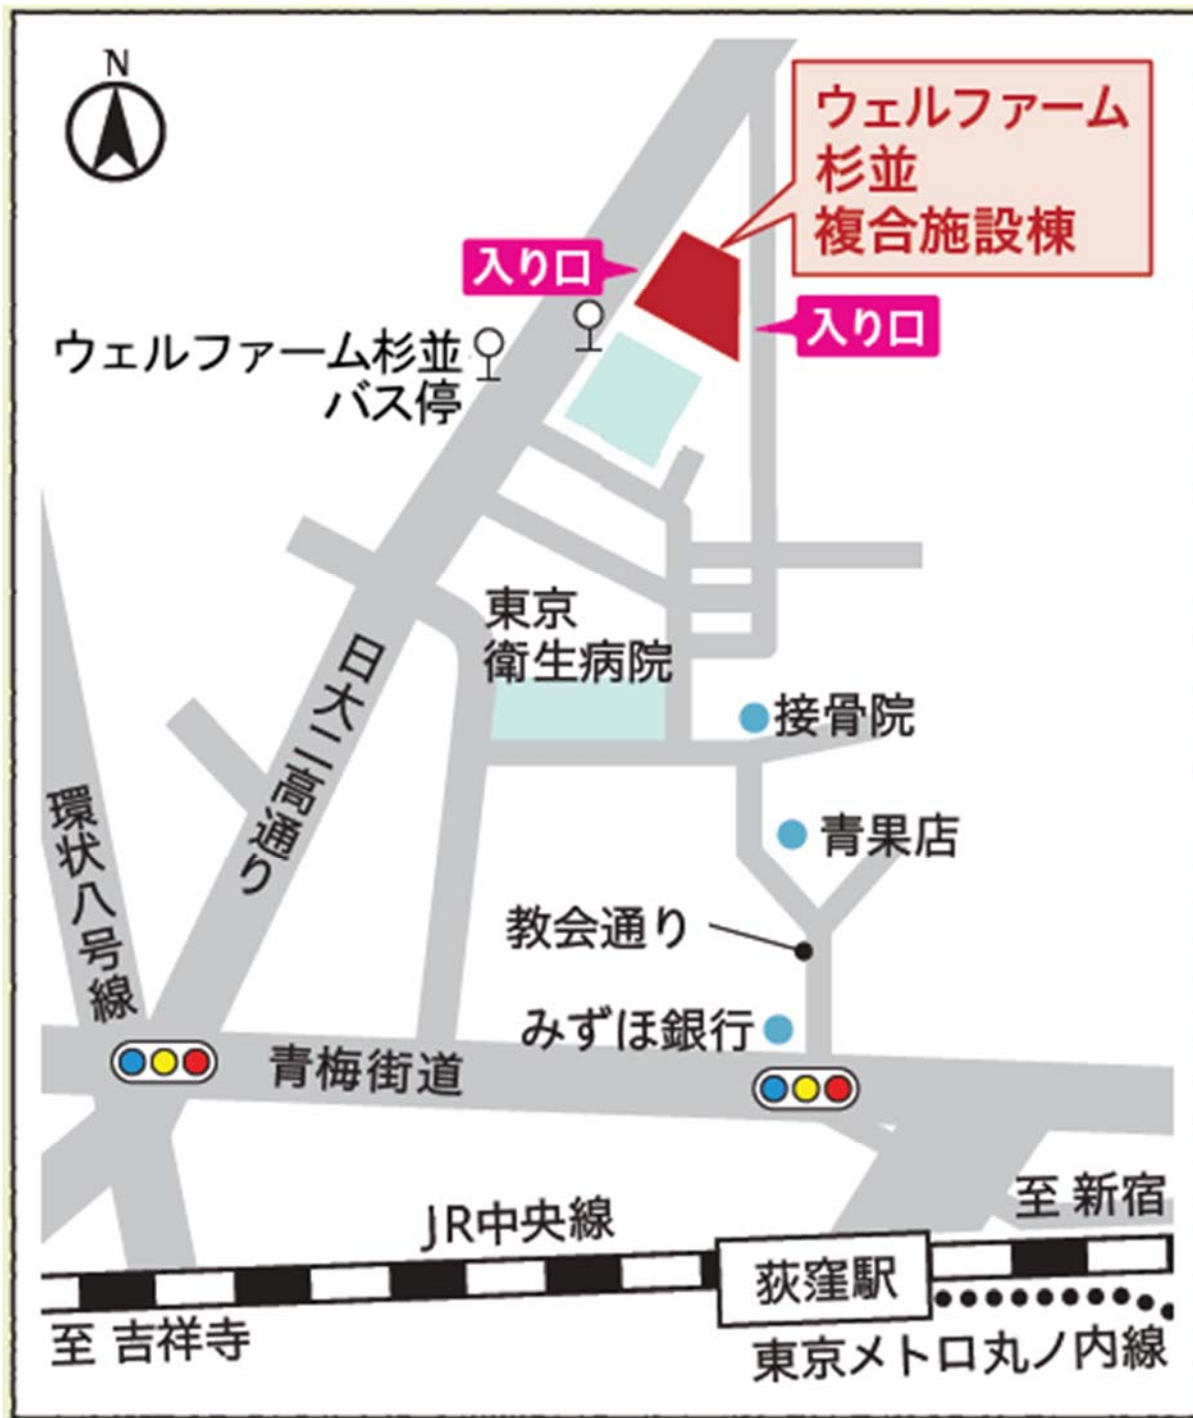 N
ウェルファーム
杉並
複合施設棟
入り口
入り口
ウェルファーム杉並
バス停
東京
衛生病院
日大二高通り
接骨院
環状八号線
青果店
教会通り
みずほ銀行
青梅街道
至 新宿
JR中央線
荻窪駅
至 吉祥寺
東京メトロ丸ノ内線